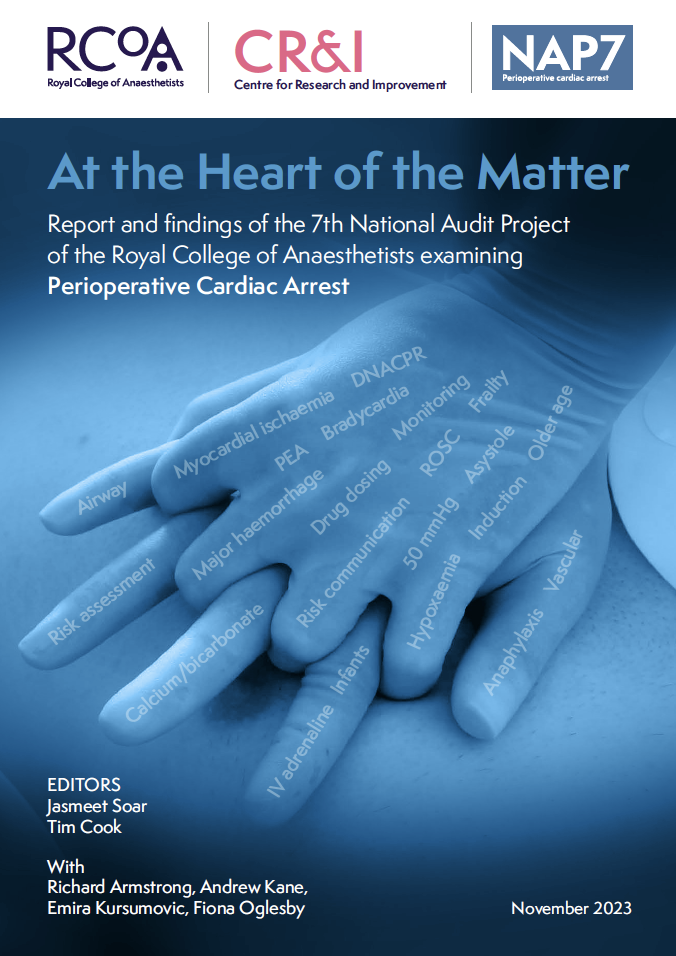 RCOA
Royal College of Anaesthetists
CR&I
Centre for Research and Improvement
NAP7
Perioperative cardiac arrest
At the Heart of the Matter
Report and findings of the 7th National Audit Project
of the Royal College of Anaesthetists examining
Perioperative Cardiac Arrest
DNACPR
Myocardial ischaemia
Bradycardia
Monitoring
Frailty
Older age
PEA
ROSC
Asystole
Airway
Major haemorrhage
Drug dosing
50 mmHg
Induction
Risk communication
Hypoxaemia
Vascular
Risk assessment
Calcium/bicarbonate
Infants
Anaphylaxis
IV adrenaline
EDITORS
Jasmeet Soar
Tim Cook
With
Richard Armstrong, Andrew Kane,
Emira Kursumovic, Fiona Oglesby
November 2023